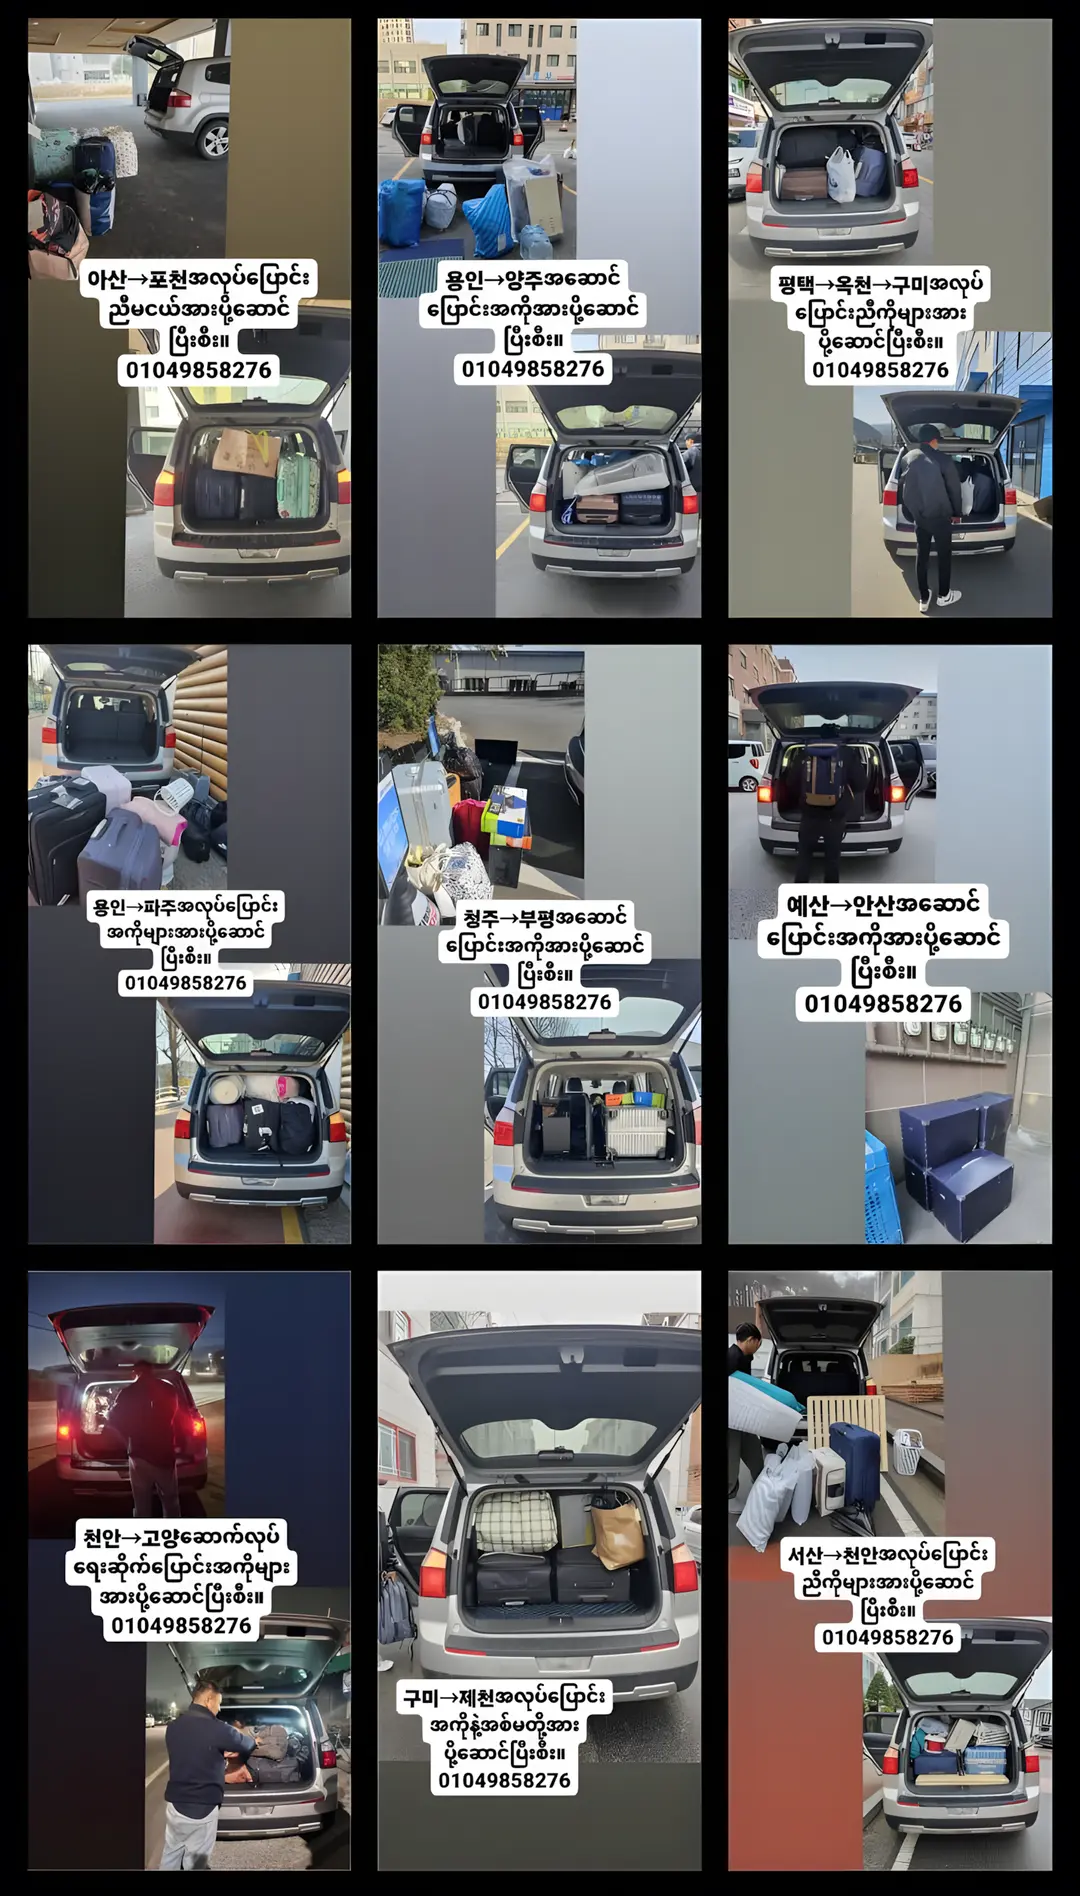 아산→포천အလုပ်ပြောင်း
ညီမငယ်အားပို့ဆောင်
ပြီးစီး။
01049858276
용인→양주အဆောင်
ပြောင်းအကိုအားပို့ဆောင်
ပြီးစီး။
01049858276
평택→옥천→구미အလုပ်
ပြောင်းညီကိုများအား
ပို့ဆောင်ပြီးစီး။
01049858276
용인→파주အလုပ်ပြောင်း
အကိုများအားပို့ဆောင်
ပြီးစီး။
01049858276
청주→부평အဆောင်
ပြောင်းအကိုအားပို့ဆောင်
ပြီးစီး။
01049858276
예산→안산အဆောင်
ပြောင်းအကိုအားပို့ဆောင်
ပြီးစီး။
01049858276
천안→고양ဆောက်လုပ်
ရေးဆိုက်ပြောင်းအကိုများ
အားပို့ဆောင်ပြီးစီး။
01049858276
구미→제천အလုပ်ပြောင်း
အကိုနဲ့အစ်မတို့အား
ပို့ဆောင်ပြီးစီး။
01049858276
서산→천안အလုပ်ပြောင်း
ညီကိုများအားပို့ဆောင်
ပြီးစီး။
01049858276